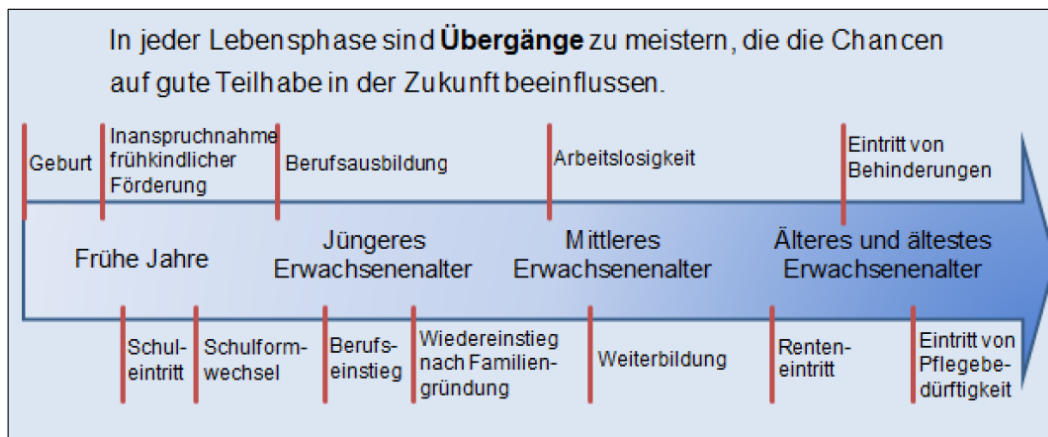 In jeder Lebensphase sind Übergänge zu meistern, die die Chancen
auf gute Teilhabe in der Zukunft beeinflussen.
Geburt
Inanspruchnahme
frühkindlicher
Förderung
Berufsausbildung
Arbeitslosigkeit
Eintritt von
Behinderungen
Frühe Jahre
Jüngeres
Erwachsenenalter
Mittleres
Erwachsenenalter
Älteres und ältestes
Erwachsenenalter
Schul-
eintritt
Schulform-
wechsel
Berufs-
einstieg
Wiedereinstieg
nach Familien-
gründung
Weiterbildung
Renten-
eintritt
Eintritt von
Pflegebe-
dürftigkeit